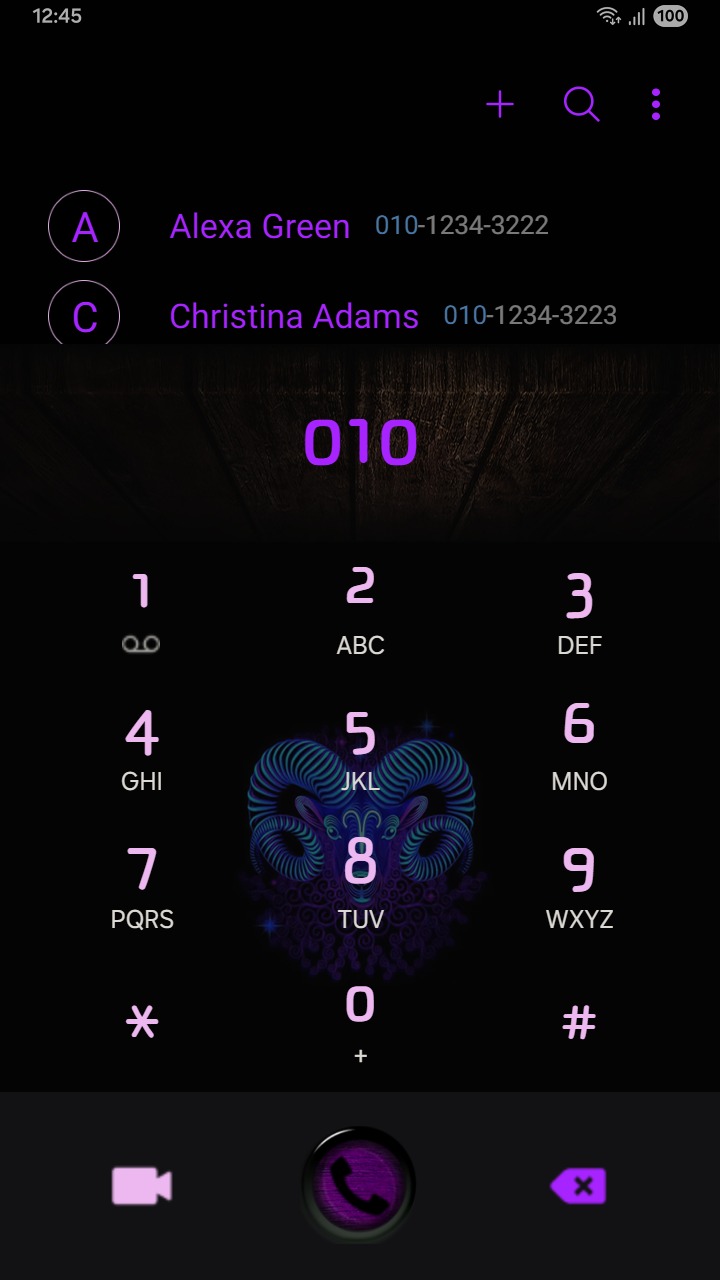 12:45 100
A Alexa Green 010-1234-3222
C Christina Adams 010-1234-3223
010
1 2 3
ABC DEF
4 5 6
GHI JKL MNO
7 8 9
PQRS TUV WXYZ
* 0 #
+